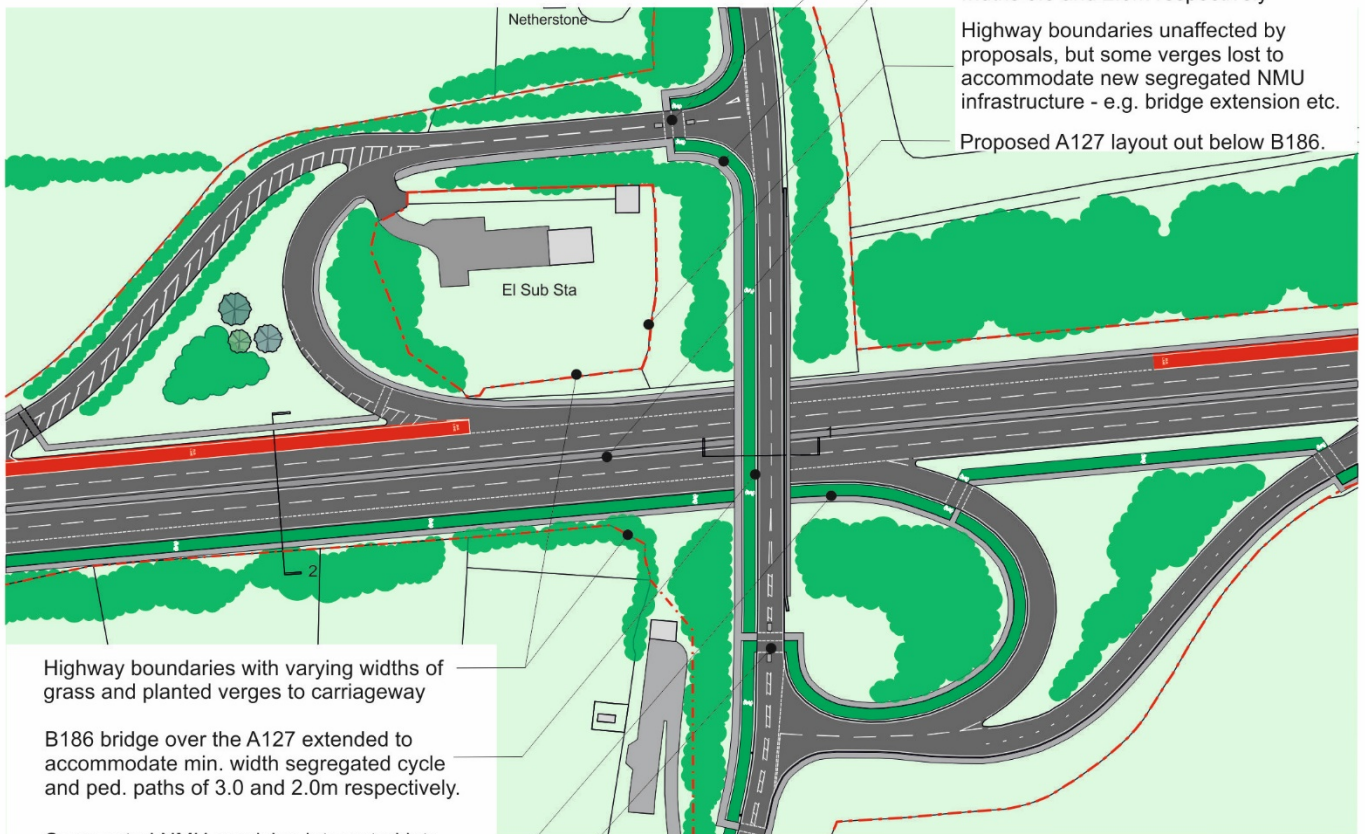 Netherstone
Highway boundaries unaffected by
proposals, but some verges lost to
accommodate new segregated NMU
infrastructure - e.g. bridge extension etc.
Proposed A127 layout out below B186.
El Sub Sta
1
2
Highway boundaries with varying widths of
grass and planted verges to carriageway
B186 bridge over the A127 extended to
accommodate min. width segregated cycle
and ped. paths of 3.0 and 2.0m respectively.